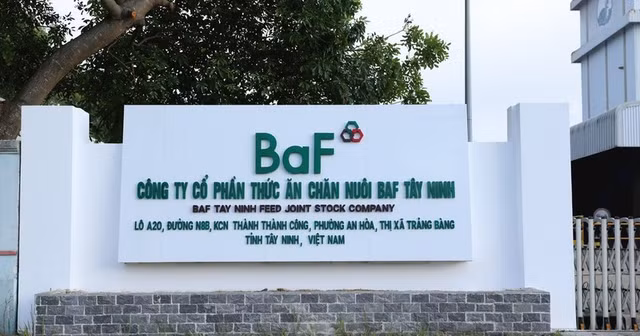 BaF
CÔNG TY CỔ PHẦN THỨC ĂN CHĂN NUÔI BAF TÂY NINH
BAF TAY NINH FEED JOINT STOCK COMPANY
LÔ A20, ĐƯỜNG N8B, KCN THÀNH THÀNH CÔNG, PHƯỜNG AN HÒA, THỊ XÃ TRẢNG BÀNG
TỈNH TÂY NINH, VIỆT NAM